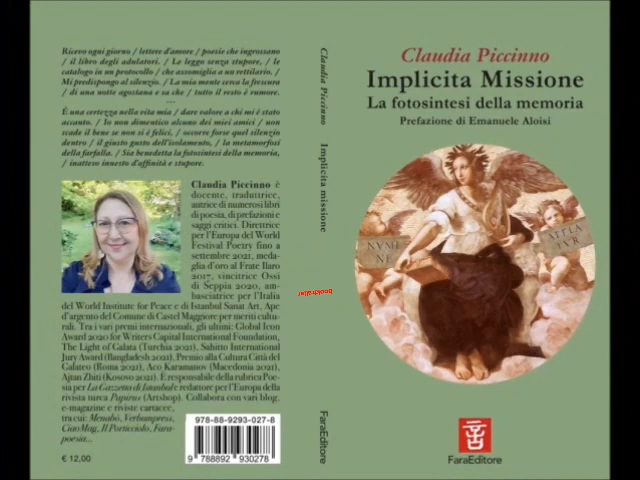 Ricevo ogni giorno / lettere d'amore / poesie che ingrossano
/ il libro degli adulatori. / Le leggo senza stupore, / le
catalogo in un protocollo / che assomiglia a un rettilario. /
Mi predispongo al silenzio. / La mia mente cerca la frescura
/ di una notte agostana e sa che / tutto il resto è rumore.
...
È una certezza nella vita mia / dare valore a chi mi è stato
accanto. / Io non dimentico alcuno dei miei amici / non
scade il bene se non si è felici, / occorre forse quel silenzio
dentro / il giusto gusto dell'isolamento, / la metamorfosi
della farfalla. / Sia benedetta la fotosintesi della memoria,
/ inatteso innesto d'affinità e stupore.
Claudia Piccinno è
docente, traduttrice,
autrice di numerosi libri
di poesia, di prefazioni e
saggi critici. Direttrice
per l'Europa del World
Festival Poetry fino a
settembre 2021, meda-
glia d'oro al Frate Ilaro
2017, vincitrice Ossi
di Seppia 2020, am-
basciatrice per l'Italia
del World Institute for Peace e di Istanbul Sanat Art, Ape
d'argento del Comune di Castel Maggiore per meriti cultu-
rali. Tra i vari premi internazionali, gli ultimi: Global Icon
Award 2020 for Writers Capital International Foundation,
The Light of Galata (Turchia 2021), Sahitto International
Jury Award (Bangladesh 2021), Premio alla Cultura Città del
Galateo (Roma 2021), Aco Karamanov (Macedonia 2021),
Ajtan Zhiti (Kosovo 2021). È responsabile della rubrica Poe-
sia per La Gazzetta di Istanbul e redattore per l'Europa della
rivista turca Papirus (Artshop). Collabora con vari blog,
e-magazine e riviste cartacee,
tra cui: Menabò, Verbumpress,
CiaoMag, Il Porticciolo, Fara-
poesia...
€ 12,00
978-88-9293-027-8
9 788892 930278
Claudia Piccinno
Implicita missione
booktrailer
FaraEditore
Claudia Piccinno
Implicita Missione
La fotosintesi della memoria
Prefazione di Emanuele Aloisi
NVMI
NE
AFLA
TVR
FaraEditore